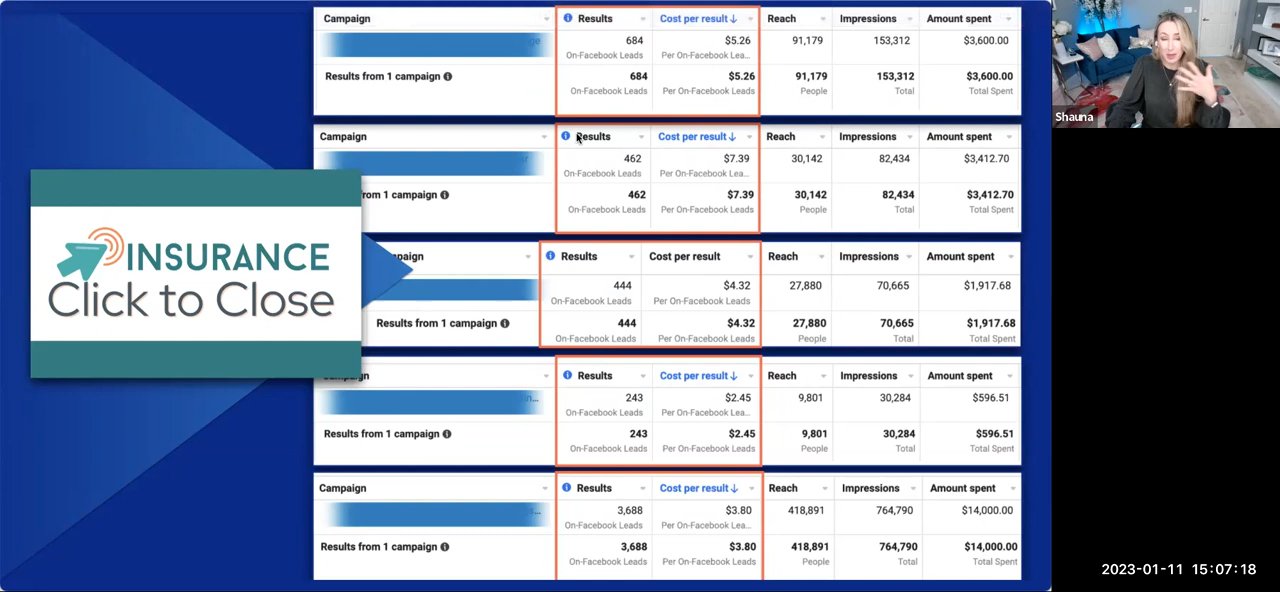 Campaign Results Cost per result↓ Reach Impressions Amount spent
684 $5.26 91,179 153,312 $3,600.00
On-Facebook Leads Per On-Facebook Lea...
Results from 1 campaign 684 $5.26 91,179 153,312 $3,600.00
On-Facebook Leads Per On-Facebook Leads People Total Total Spent
Campaign Results Cost per result↓ Reach Impressions Amount spent
462 $7.39 30,142 82,434 $3,412.70
On-Facebook Leads Per On-Facebook Lea...
from 1 campaign 462 $7.39 30,142 82,434 $3,412.70
On-Facebook Leads Per On-Facebook Leads People Total Total Spent
INSURANCE
Click to Close
paign Results Cost per result Reach Impressions Amount spent
444 $4.32 27,880 70,665 $1,917.68
On-Facebook Leads Per On-Facebook Leads
Results from 1 campaign 444 $4.32 27,880 70,665 $1,917.68
On-Facebook Leads Per On-Facebook Leads People Total Total Spent
Campaign Results Cost per result↓ Reach Impressions Amount spent
243 $2.45 9,801 30,284 $596.51
On-Facebook Leads Per On-Facebook Lea...
Results from 1 campaign 243 $2.45 9,801 30,284 $596.51
On-Facebook Leads Per On-Facebook Leads People Total Total Spent
Campaign Results Cost per result↓ Reach Impressions Amount spent
3,688 $3.80 418,891 764,790 $14,000.00
On-Facebook Leads Per On-Facebook Lea...
Results from 1 campaign 3,688 $3.80 418,891 764,790 $14,000.00
On-Facebook Leads Per On-Facebook Leads People Total Total Spent
Shauna
2023-01-11 15:07:18